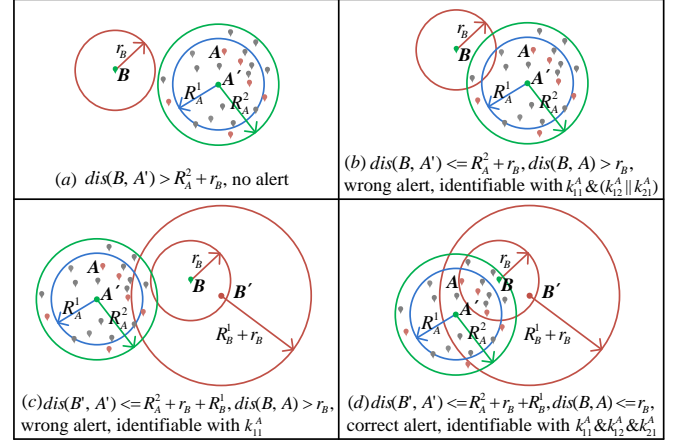 r_B
B
A
A′
R_A^1
R_A^2
(a) dis(B, A') > R_A^2 + r_B, no alert
r_B
B
A
A′
R_A^1
R_A^2
(b) dis(B, A') <= R_A^2 + r_B, dis(B, A) > r_B,
wrong alert, identifiable with k_11^A &(k_12^A || k_21^A)
A
A′
R_A^1
R_A^2
r_B
B
B′
R_B^1 + r_B
(c) dis(B', A') <= R_A^2 + r_B + R_B^1, dis(B, A) > r_B,
wrong alert, identifiable with k_11^A
A
A′
R_A^1
R_A^2
r_B
B
B′
R_B^1 + r_B
(d) dis(B', A') <= R_A^2 + r_B + R_B^1, dis(B, A) <= r_B,
correct alert, identifiable with k_11^A & k_12^A & k_21^A